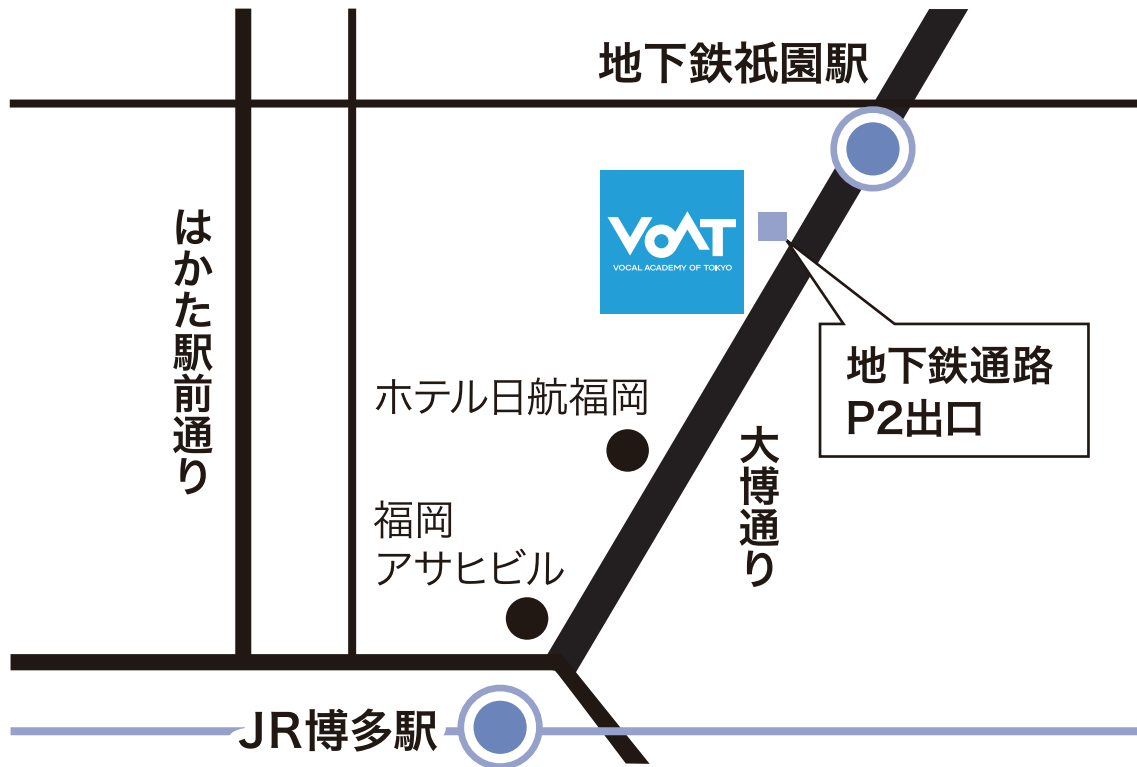 地下鉄祇園駅
VOAT
VOCAL ACADEMY OF TOKYO
はかた駅前通り
地下鉄通路
P2出口
ホテル日航福岡
大博通り
福岡
アサヒビル
JR博多駅